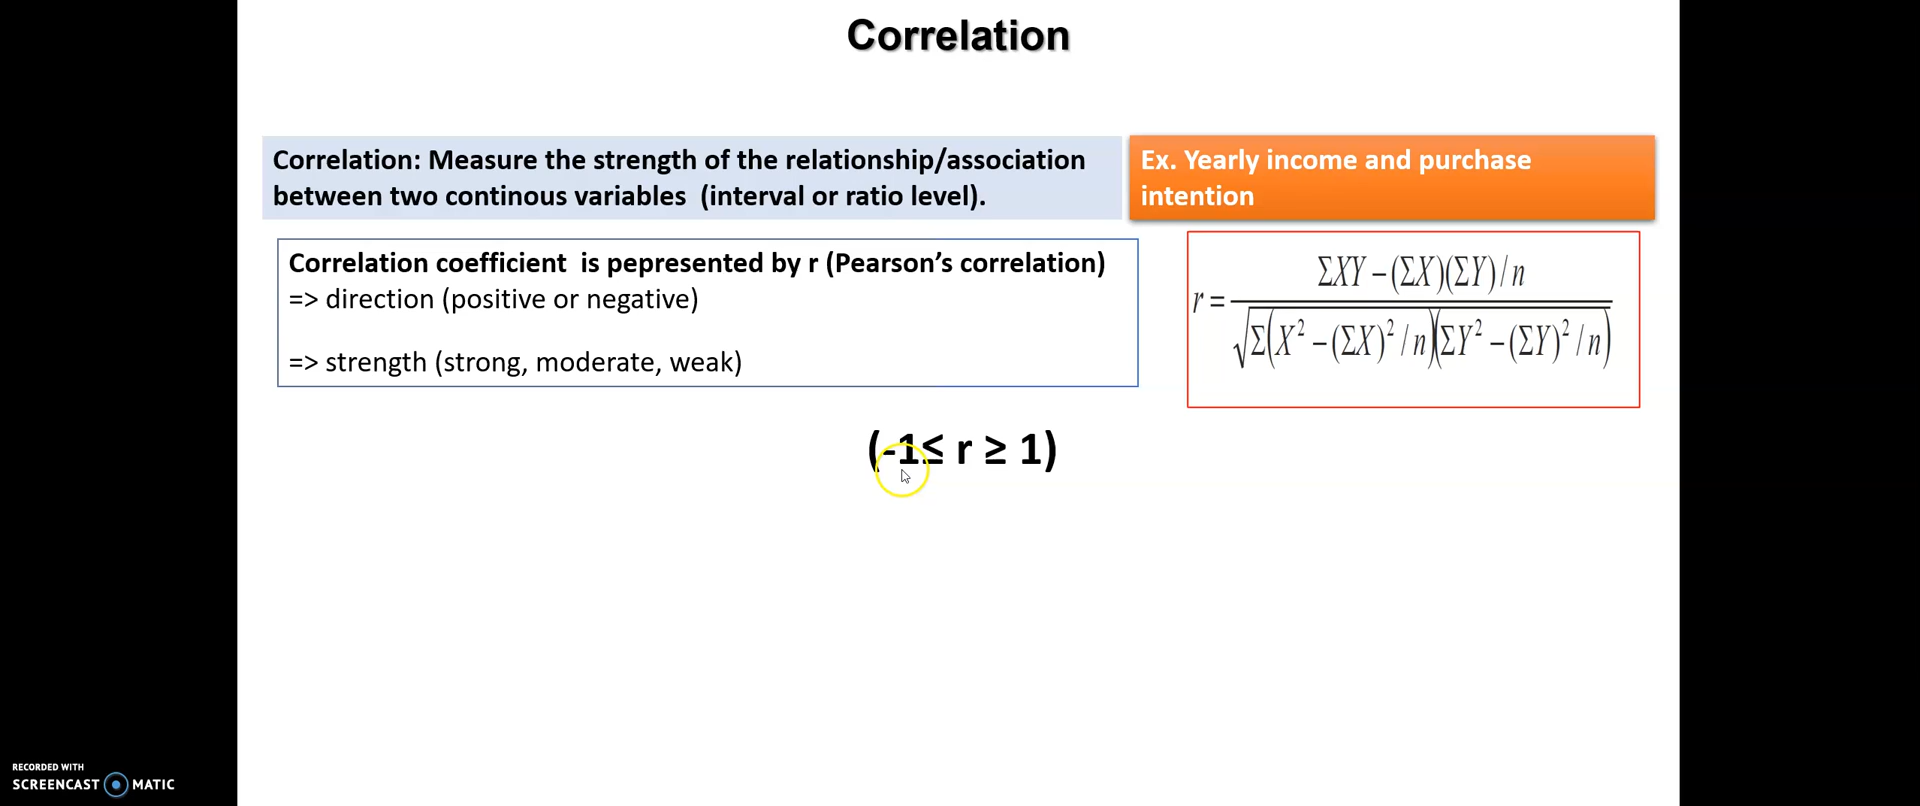 Correlation
Correlation: Measure the strength of the relationship/association
between two continous variables (interval or ratio level).
Ex. Yearly income and purchase
intention
Correlation coefficient is pepresented by r (Pearson’s correlation)
=> direction (positive or negative)
=> strength (strong, moderate, weak)
r = ΣXY – (ΣX)(ΣY) / n
√Σ(X² – (ΣX)² / n)(ΣY² – (ΣY)² / n)
(-1≤ r ≥ 1)
RECORDED WITH
SCREENCAST MATIC